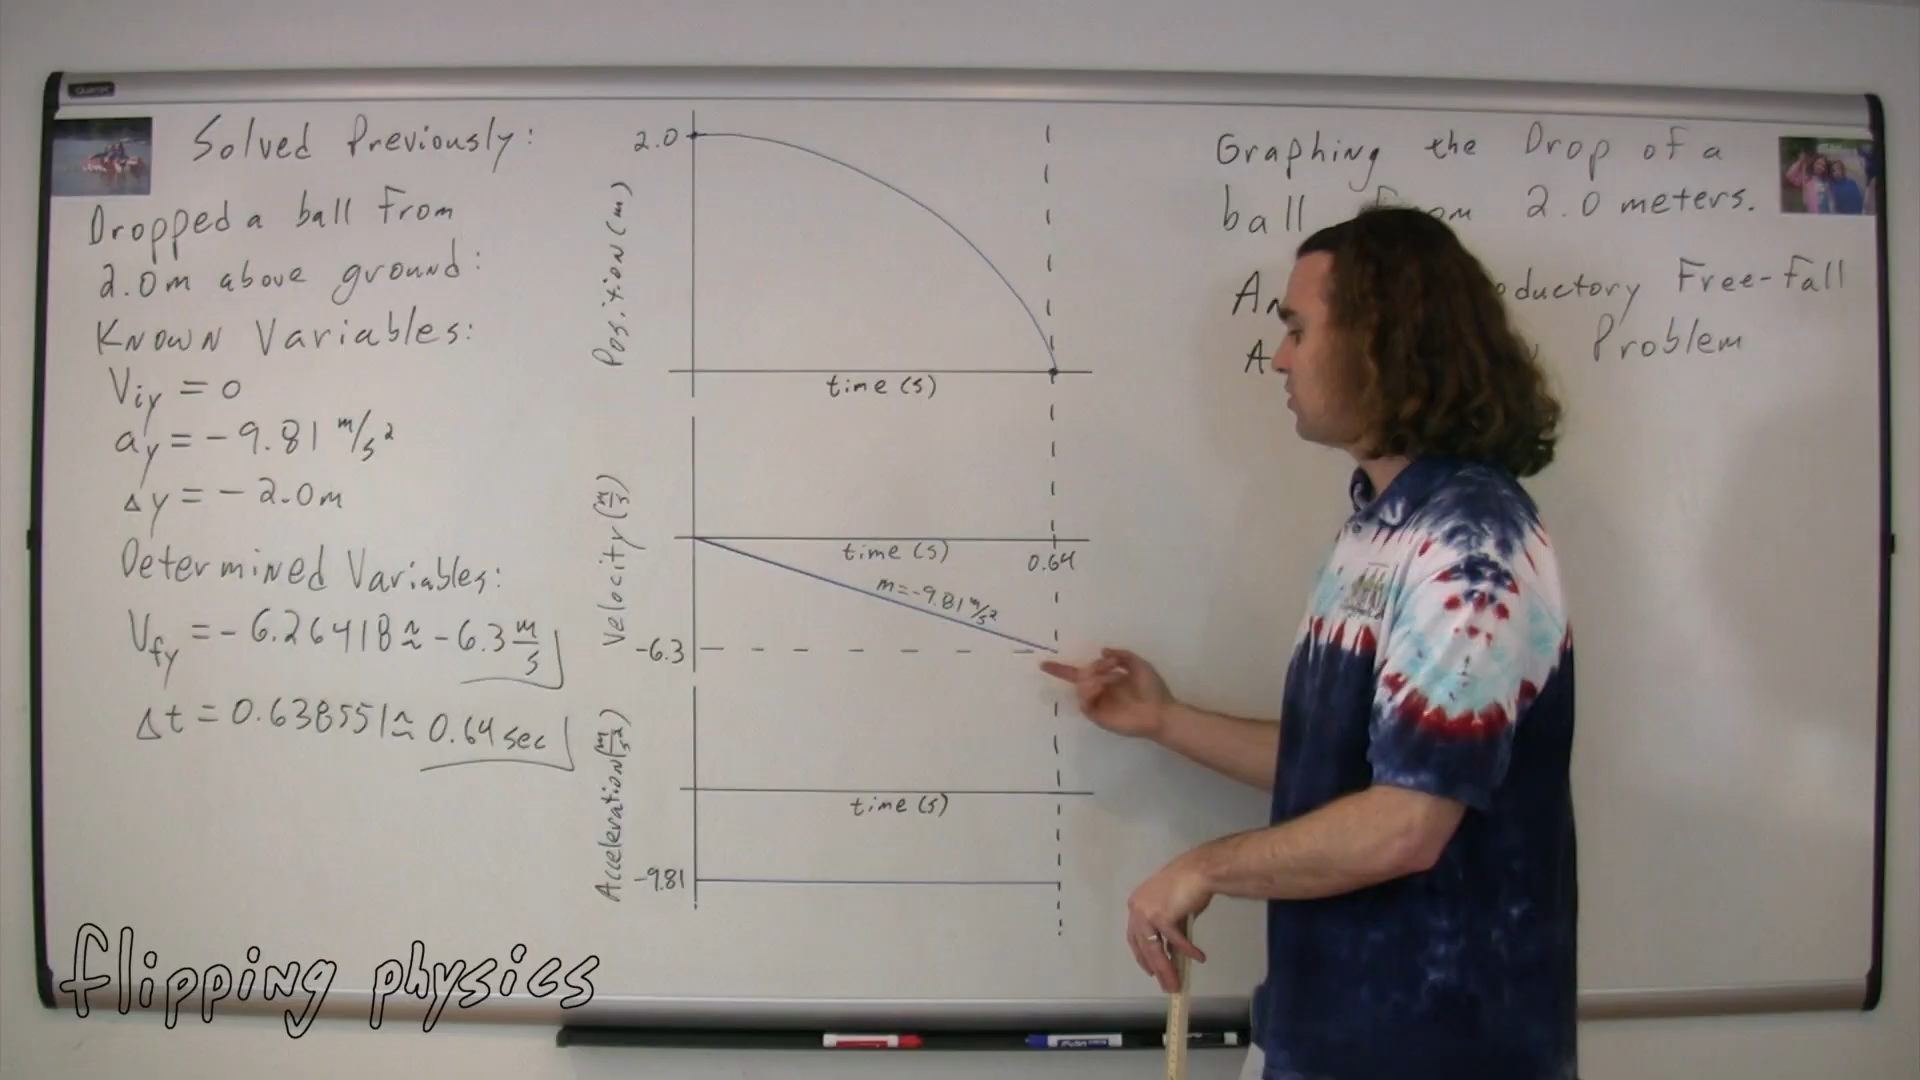 Solved Previously:
Dropped a ball from
2.0m above ground:
Known Variables:
Viy = 0
ay = -9.81 m/s²
Δy = -2.0m
Determined Variables:
Vfy = -6.26418 ≈ -6.3 m/s
Δt = 0.638551 ≈ 0.64 sec
flipping physics
2.0
Position (m)
time (s)
Velocity (m/s)
time (s)
0.64
m=-9.81 m/s²
-6.3
Acceleration (m/s²)
time (s)
-9.81
Graphing the Drop of a
ball from 2.0 meters.
An Free-Fall
Problem